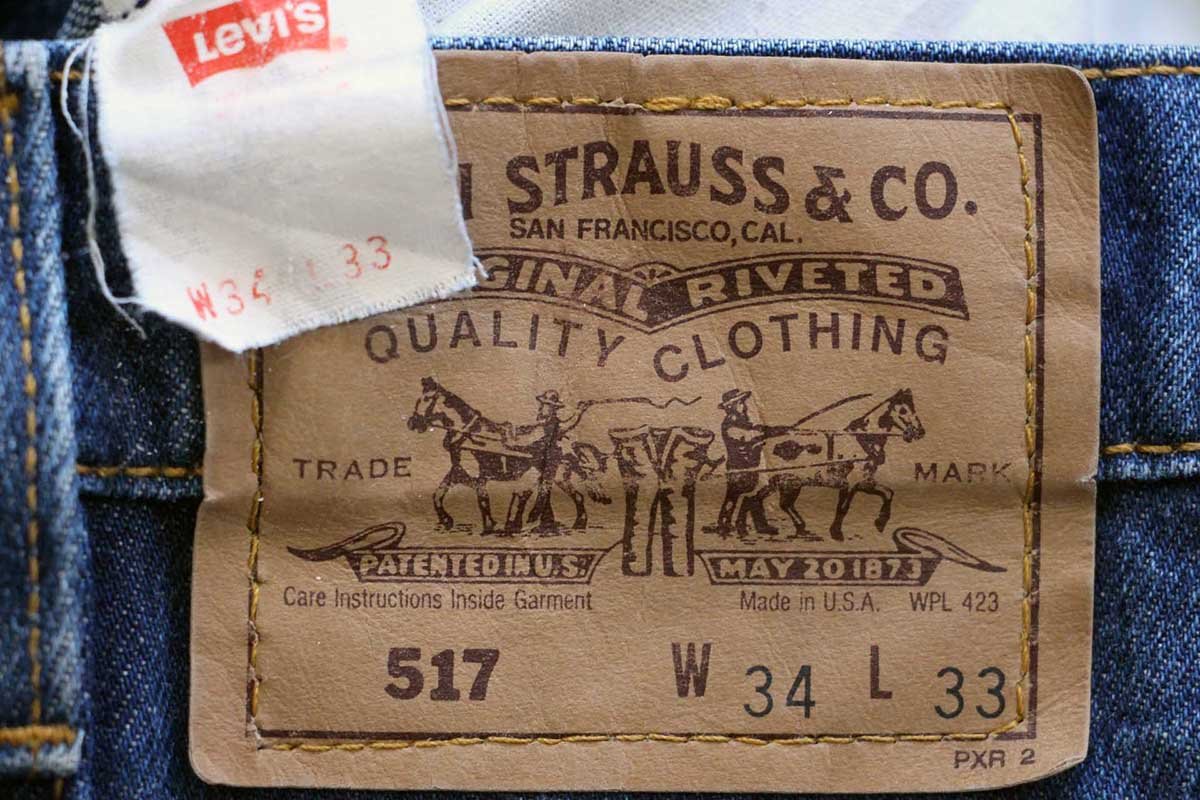 LEVI'S
W34 L 33
STRAUSS & CO.
SAN FRANCISCO, CAL.
GINAL RIVETED
QUALITY CLOTHING
TRADE MARK
PATENTED IN U.S. MAY 20 1873
Care Instructions Inside Garment Made in U.S.A. WPL 423
517 W 34 L 33
PXR 2